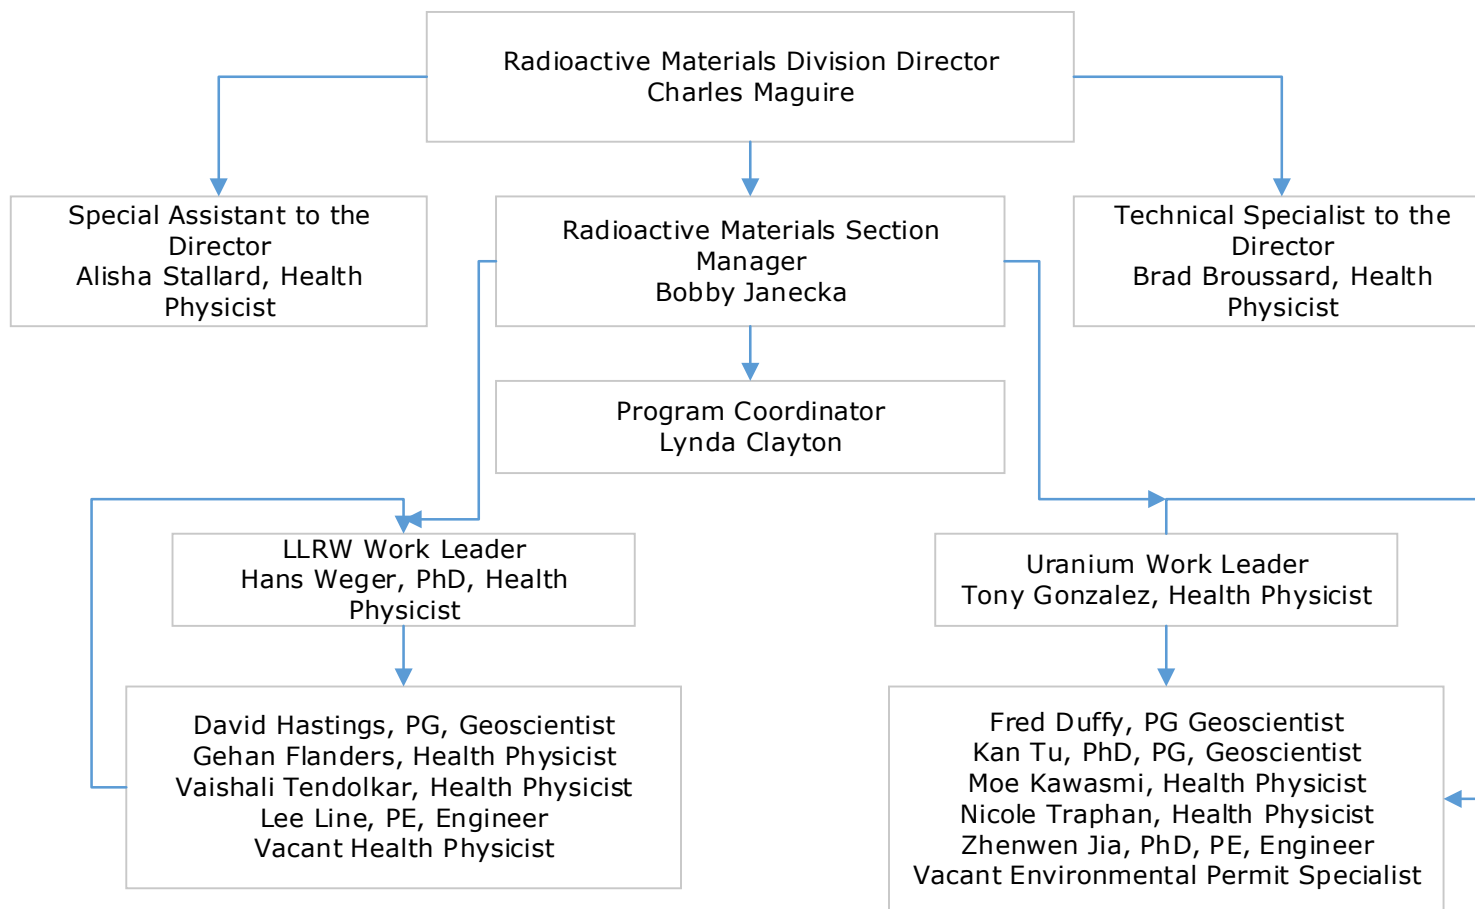 Radioactive Materials Division Director
Charles Maguire
Special Assistant to the
Director
Alisha Stallard, Health
Physicist
Radioactive Materials Section
Manager
Bobby Janecka
Technical Specialist to the
Director
Brad Broussard, Health
Physicist
Program Coordinator
Lynda Clayton
LLRW Work Leader
Hans Weger, PhD, Health
Physicist
Uranium Work Leader
Tony Gonzalez, Health Physicist
David Hastings, PG, Geoscientist
Gehan Flanders, Health Physicist
Vaishali Tendolkar, Health Physicist
Lee Line, PE, Engineer
Vacant Health Physicist
Fred Duffy, PG Geoscientist
Kan Tu, PhD, PG, Geoscientist
Moe Kawasmi, Health Physicist
Nicole Traphan, Health Physicist
Zhenwen Jia, PhD, PE, Engineer
Vacant Environmental Permit Specialist